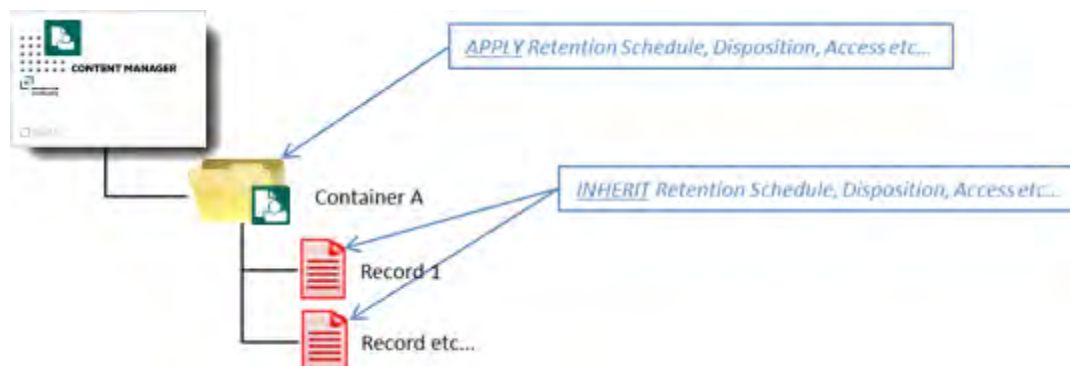 CONTENT MANAGER
APPLY Retention Schedule, Disposition, Access etc...
Container A
INHERIT Retention Schedule, Disposition, Access etc...
Record 1
Record etc...